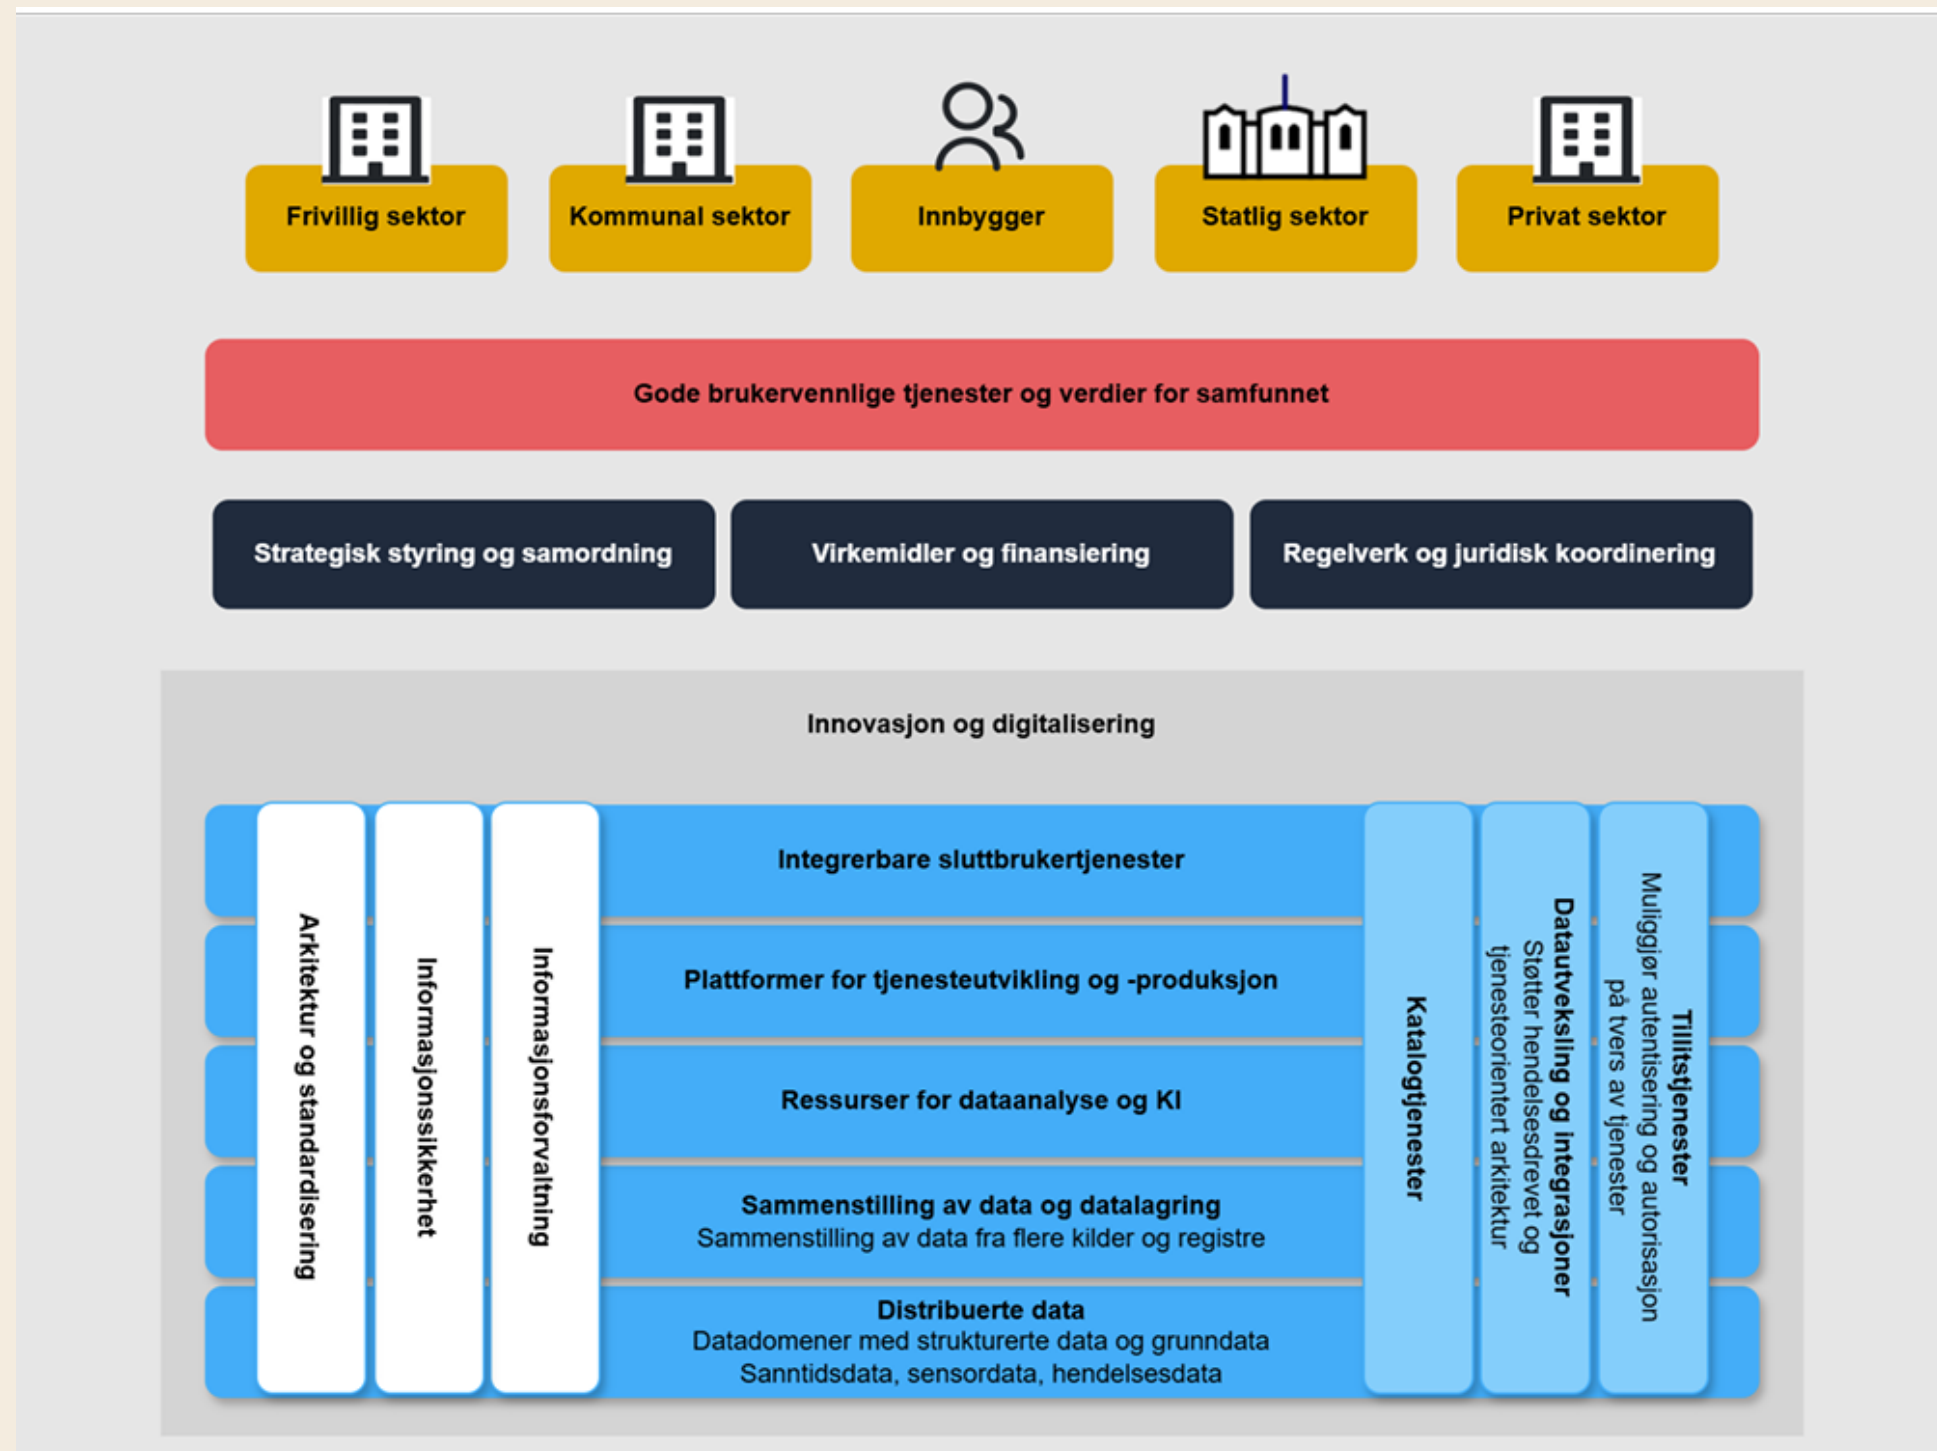 Frivillig sektor
Kommunal sektor
Innbygger
Statlig sektor
Privat sektor
Gode brukervennlige tjenester og verdier for samfunnet
Strategisk styring og samordning
Virkemidler og finansiering
Regelverk og juridisk koordinering
Innovasjon og digitalisering
Arkitektur og standardisering
Informasjonssikkerhet
Informasjonsforvaltning
Integrerbare sluttbrukertjenester
Plattformer for tjenesteutvikling og -produksjon
Ressurser for dataanalyse og KI
Sammenstilling av data og datalagring
Sammenstilling av data fra flere kilder og registre
Distribuerte data
Datadomener med strukturerte data og grunndata
Sanntidsdata, sensordata, hendelsesdata
Katalogtjenester
Datautveksling og integrasjoner
Støtter hendelsesdrevet og
tjenesteorientert arkitektur
Tillitstjenester
Muliggjør autentisering og autorisasjon
på tvers av tjenester